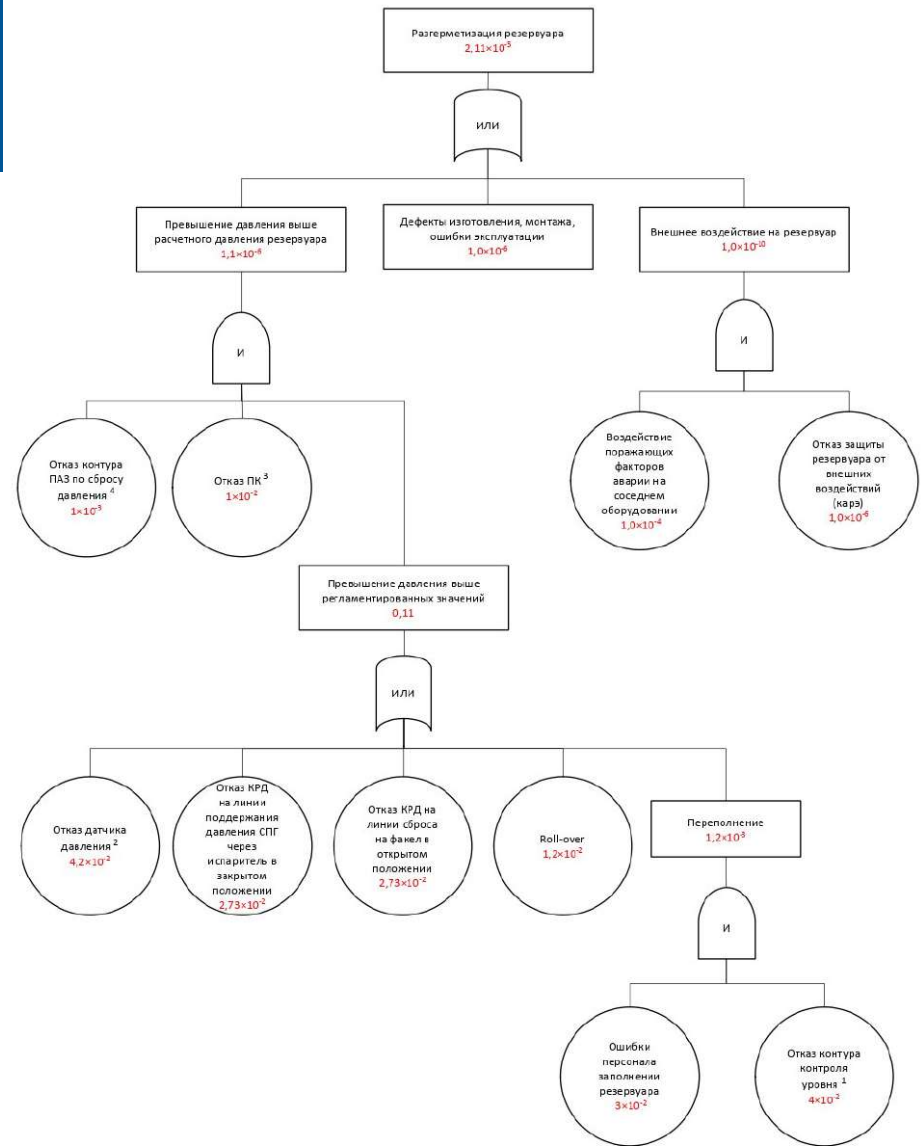 Разгерметизация резервуара
2,11×10⁻⁵
ИЛИ
Превышение давления выше
расчетного давления резервуара
1,1×10⁻⁶
Дефекты изготовления, монтажа,
ошибки эксплуатации
1,0×10⁻⁶
Внешнее воздействие на резервуар
1,0×10⁻¹⁰
И
И
Отказ контура
ПАЗ по сбросу
давления ⁴
1×10⁻³
Отказ ПК ³
1×10⁻²
Воздействие
поражающих
факторов
аварии на
соседнем
оборудовании
1,0×10⁻⁴
Отказ защиты
резервуара от
внешних
воздействий
(карэ)
1,0×10⁻⁶
Превышение давления выше
регламентированных значений
0,11
ИЛИ
Отказ датчика
давления ²
4,2×10⁻²
Отказ КРД
на линии
поддержания
давления СПГ
через
испаритель в
закрытом
положении
2,73×10⁻²
Отказ КРД на
линии сброса
на факел в
открытом
положении
2,73×10⁻²
Roll-over
1,2×10⁻²
Переполнение
1,2×10⁻³
И
Ошибки
персонала
заполнении
резервуара
3×10⁻²
Отказ контура
контроля
уровня ¹
4×10⁻²